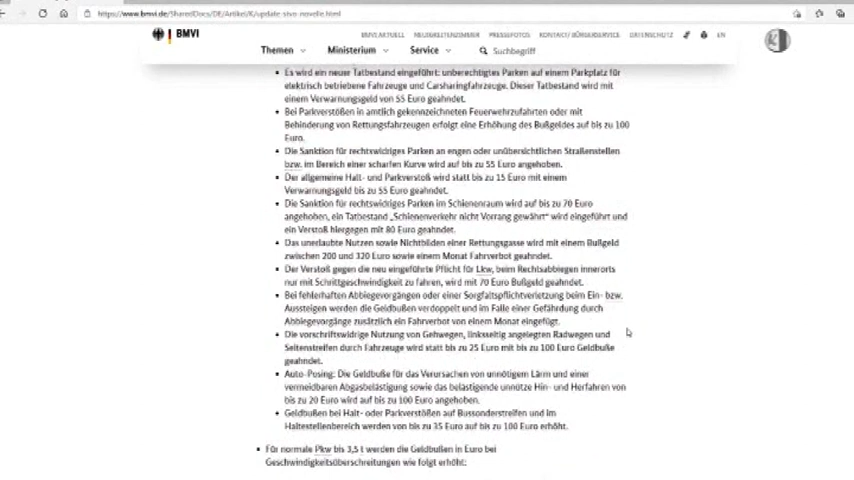 https://www.bmvi.de/SharedDocs/DE/Artikel/K/update-stvo-novelle.html
BMVI
BMVI AKTUELL NEUIGKEITENZIMMER PRESSEFOTOS KONTAKT/BÜRGERSERVICE DATENSCHUTZ EN
Themen Ministerium Service Suchbegriff
Es wird ein neuer Tatbestand eingeführt: unberechtigtes Parken auf einem Parkplatz für
elektrisch betriebene Fahrzeuge und Carsharingfahrzeuge. Dieser Tatbestand wird mit
einem Verwarnungsgeld von 55 Euro geahndet.
Bei Parkverstößen in amtlich gekennzeichneten Feuerwehrzufahrten oder mit
Behinderung von Rettungsfahrzeugen erfolgt eine Erhöhung des Bußgeldes auf bis zu 100
Euro.
Die Sanktion für rechtswidriges Parken an engen oder unübersichtlichen Straßenstellen
bzw. im Bereich einer scharfen Kurve wird auf bis zu 55 Euro angehoben.
Der allgemeine Halt- und Parkverstoß wird statt bis zu 15 Euro mit einem
Verwarnungsgeld bis zu 55 Euro geahndet.
Die Sanktion für rechtswidriges Parken im Schienenraum wird auf bis zu 70 Euro
angehoben, ein Tatbestand „Schienenverkehr nicht Vorrang gewährt“ wird eingeführt und
ein Verstoß hiergegen mit 80 Euro geahndet.
Das unerlaubte Nutzen sowie Nichtbilden einer Rettungsgasse wird mit einem Bußgeld
zwischen 200 und 320 Euro sowie einem Monat Fahrverbot geahndet.
Der Verstoß gegen die neu eingeführte Pflicht für Lkw, beim Rechtsabbiegen innerorts
nur mit Schrittgeschwindigkeit zu fahren, wird mit 70 Euro Bußgeld geahndet.
Bei fehlerhaften Abbiegevorgängen oder einer Sorgfaltspflichtverletzung beim Ein- bzw.
Aussteigen werden die Geldbußen verdoppelt und im Falle einer Gefährdung durch
Abbiegevorgänge zusätzlich ein Fahrverbot von einem Monat eingefügt.
Die vorschriftswidrige Nutzung von Gehwegen, linksseitig angelegten Radwegen und
Seitenstreifen durch Fahrzeuge wird statt bis zu 25 Euro mit bis zu 100 Euro Geldbuße
geahndet.
Auto-Posing: Die Geldbuße für das Verursachen von unnötigem Lärm und einer
vermeidbaren Abgasbelästigung sowie das belästigende unnütze Hin- und Herfahren von
bis zu 20 Euro wird auf bis zu 100 Euro angehoben.
Geldbußen bei Halt- oder Parkverstößen auf Bussonderstreifen und im
Haltestellenbereich werden von bis zu 35 Euro auf bis zu 100 Euro erhöht.
Für normale Pkw bis 3,5 t werden die Geldbußen in Euro bei
Geschwindigkeitsüberschreitungen wie folgt erhöht: